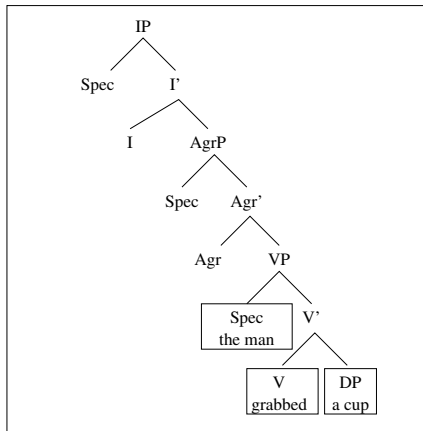 IP
Spec I'
I AgrP
Spec Agr'
Agr VP
Spec V'
the man
V DP
grabbed a cup